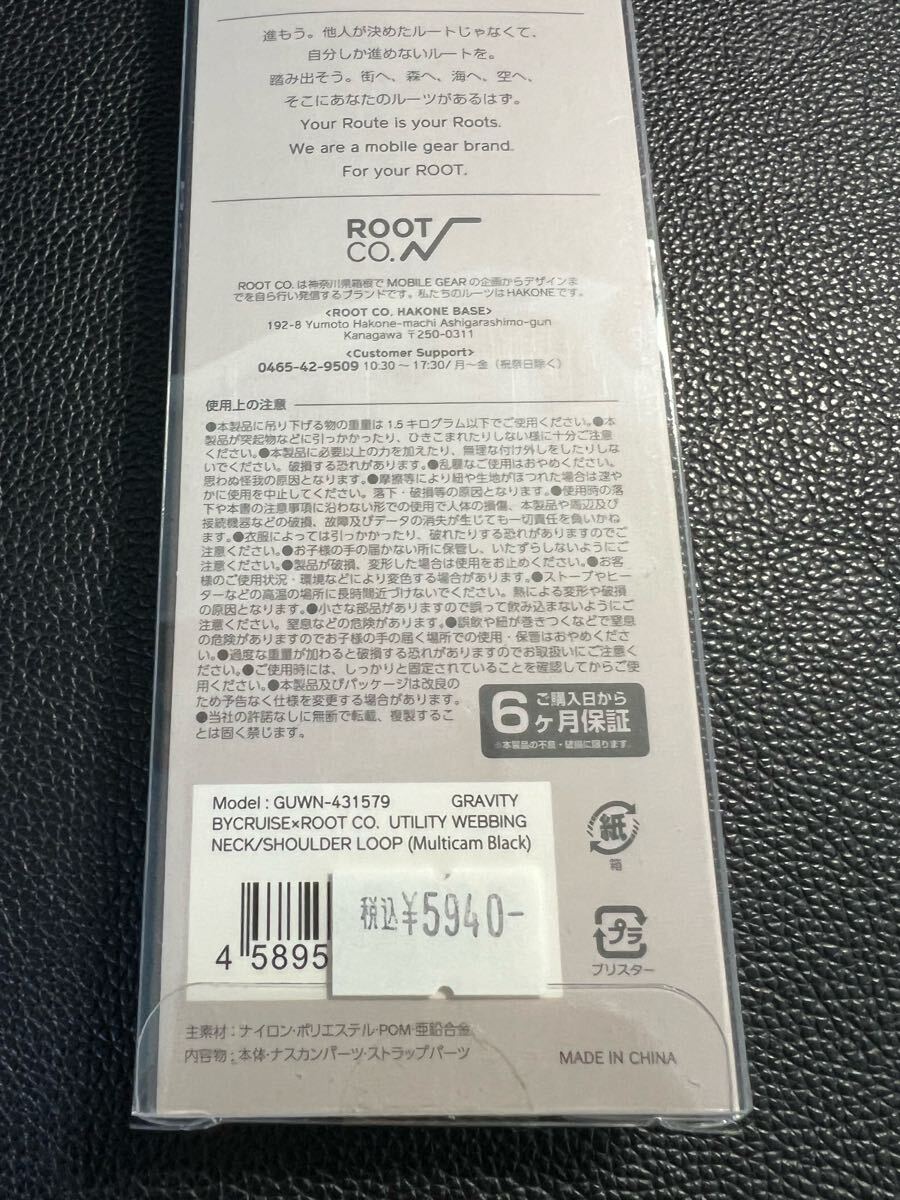 進もう。他人が決めたルートじゃなくて、
自分しか進めないルートを。
踏み出そう。街へ、森へ、海へ、空へ、
そこにあなたのルーツがあるはず。
Your Route is your Roots.
We are a mobile gear brand.
For your ROOT.
ROOT
CO.
ROOT CO.は神奈川県箱根で MOBILE GEAR の企画からデザインま
でを自ら行い発信するブランドです。私たちのルーツは HAKONE です。
<ROOT CO. HAKONE BASE>
192-8 Yumoto Hakone-machi Ashigarashimo-gun
Kanagawa 〒250-0311
<Customer Support>
0465-42-9509 10:30 〜 17:30/ 月〜金（祝祭日除く）
使用上の注意
●本製品に吊り下げる物の重量は 1.5 キログラム以下でご使用ください。●本
製品が突起物などに引っかかったり、ひきこまれたりしない様に十分ご注意
ください。●本製品に必要以上の力を加えたり、無理な付け外しをしたりしな
いでください。破損する恐れがあります。●乱暴なご使用はおやめください。
思わぬ怪我の原因となります。●摩擦等により紐や生地がほつれた場合は速や
かに使用を中止してください。落下・破損等の原因となります。●使用時の落
下や本書の注意事項に沿わない形での使用で人体の損傷、本製品や周辺及び
接続機器などの破損、故障及びデータの消失が生じても一切責任を負いかね
ます。●衣服によっては引っかかったり、破れたりする恐れがありますのでご
注意ください。●お子様の手の届かない所に保管し、いたずらしないようにご
注意ください。●製品が破損、変形した場合は使用をお止めください。●お客
様のご使用状況・環境などにより変色する場合があります。●ストーブやヒー
ターなどの高温の場所に長時間近づけないでください。熱による変形や破損
の原因となります。●小さな部品がありますので誤って飲み込まないようにご
注意ください。窒息などの危険があります。●誤飲や紐が巻きつくなどで窒息
の危険がありますのでお子様の手の届く場所での使用・保管はおやめくださ
い。●過度な重量が加わると破損する恐れがありますのでお取扱いにご注意く
ださい。●ご使用時には、しっかりと固定されていることを確認してからご使
用ください。●本製品及びパッケージは改良の
ため予告なく仕様を変更する場合があります。
●当社の許諾なしに無断で転載、複製するこ
とは固く禁じます。
6 ご購入日から
ヶ月保証
※本製品の不良・破損に限ります。
Model : GUWN-431579 GRAVITY
BYCRUISE×ROOT CO. UTILITY WEBBING
NECK/SHOULDER LOOP (Multicam Black)
税込¥5940-
4 5895
紙
箱
プラ
ブリスター
主素材：ナイロン・ポリエステル・POM・亜鉛合金
内容物：本体・ナスカンパーツ・ストラップパーツ
MADE IN CHINA